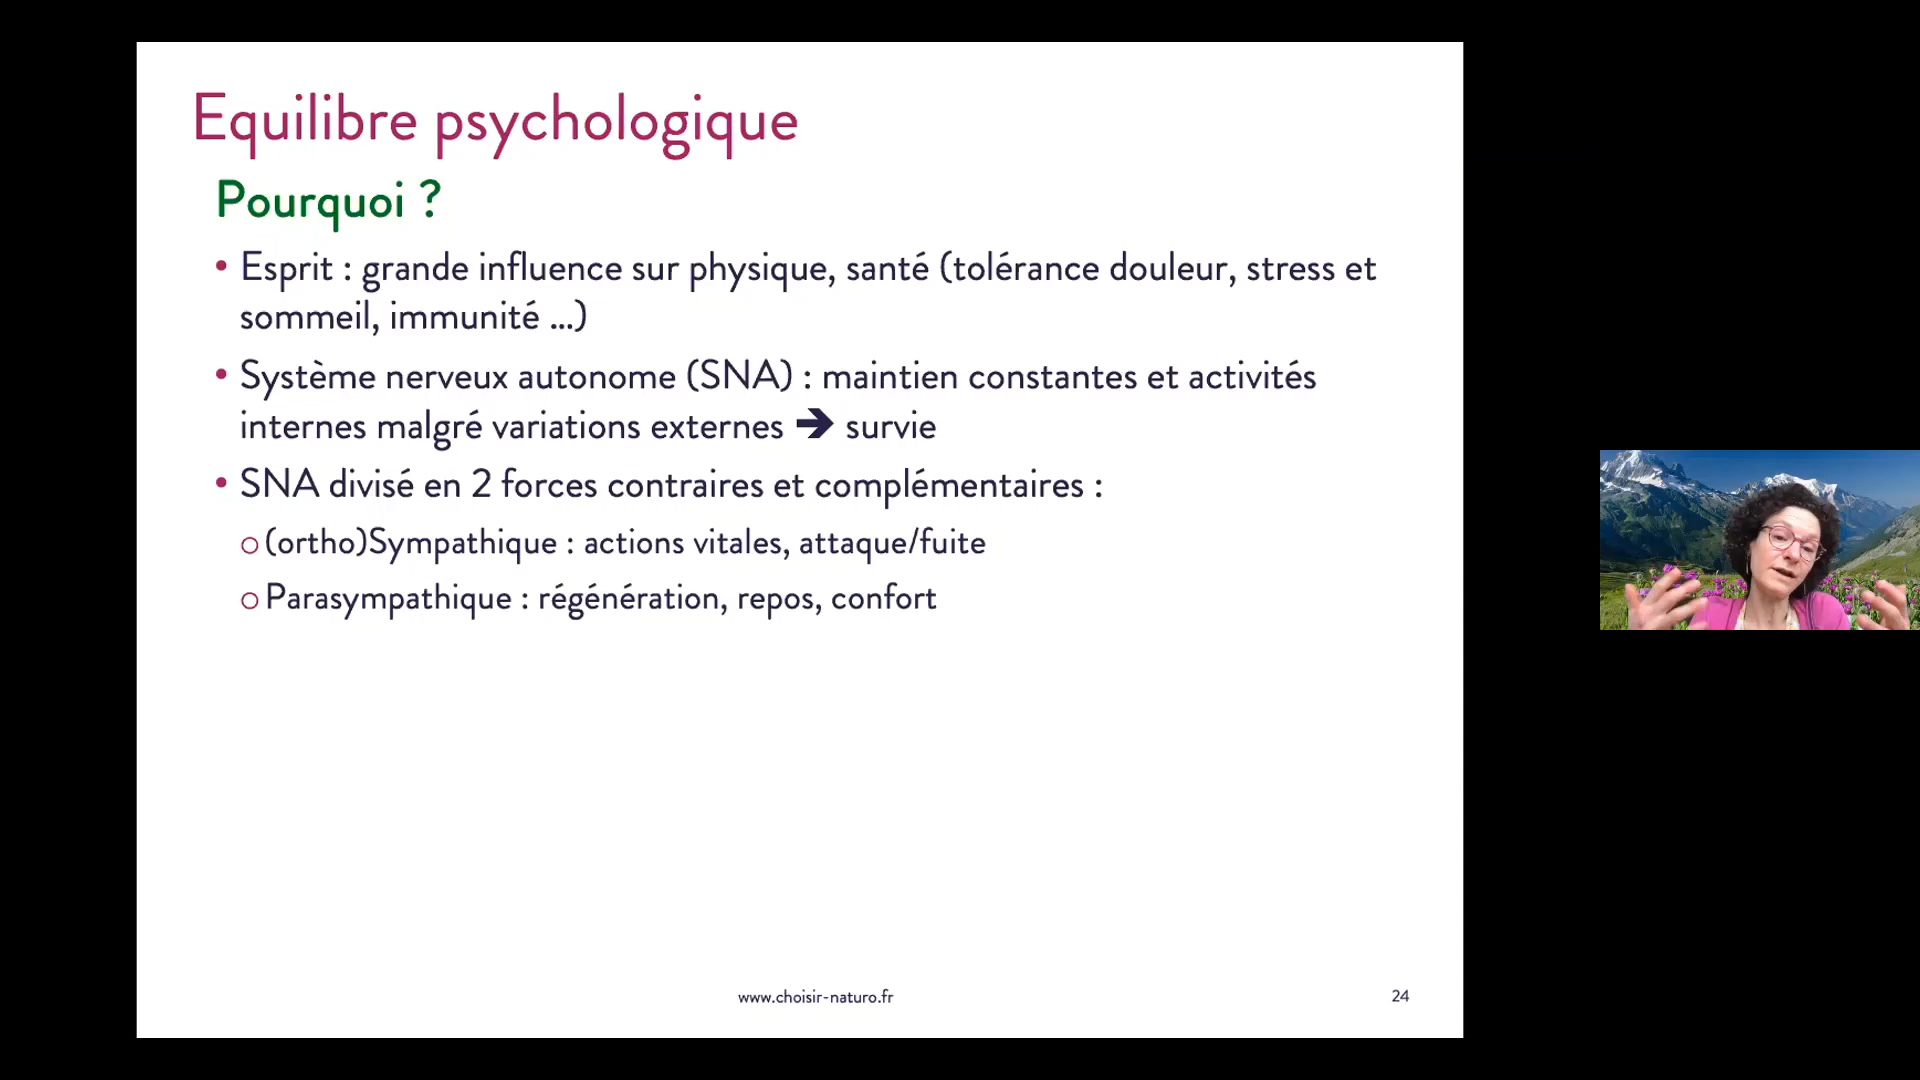 Equilibre psychologique
Pourquoi ?
• Esprit : grande influence sur physique, santé (tolérance douleur, stress et
sommeil, immunité ...)
• Système nerveux autonome (SNA) : maintien constantes et activités
internes malgré variations externes ➔ survie
• SNA divisé en 2 forces contraires et complémentaires :
o (ortho)Sympathique : actions vitales, attaque/fuite
o Parasympathique : régénération, repos, confort
www.choisir-naturo.fr
24